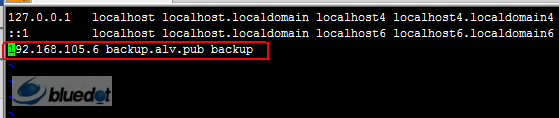 127.0.0.1   localhost localhost.localdomain localhost4 localhost4.localdomain4
::1         localhost localhost.localdomain localhost6 localhost6.localdomain6
192.168.105.6 backup.alv.pub backup
~
~
bluedot
~